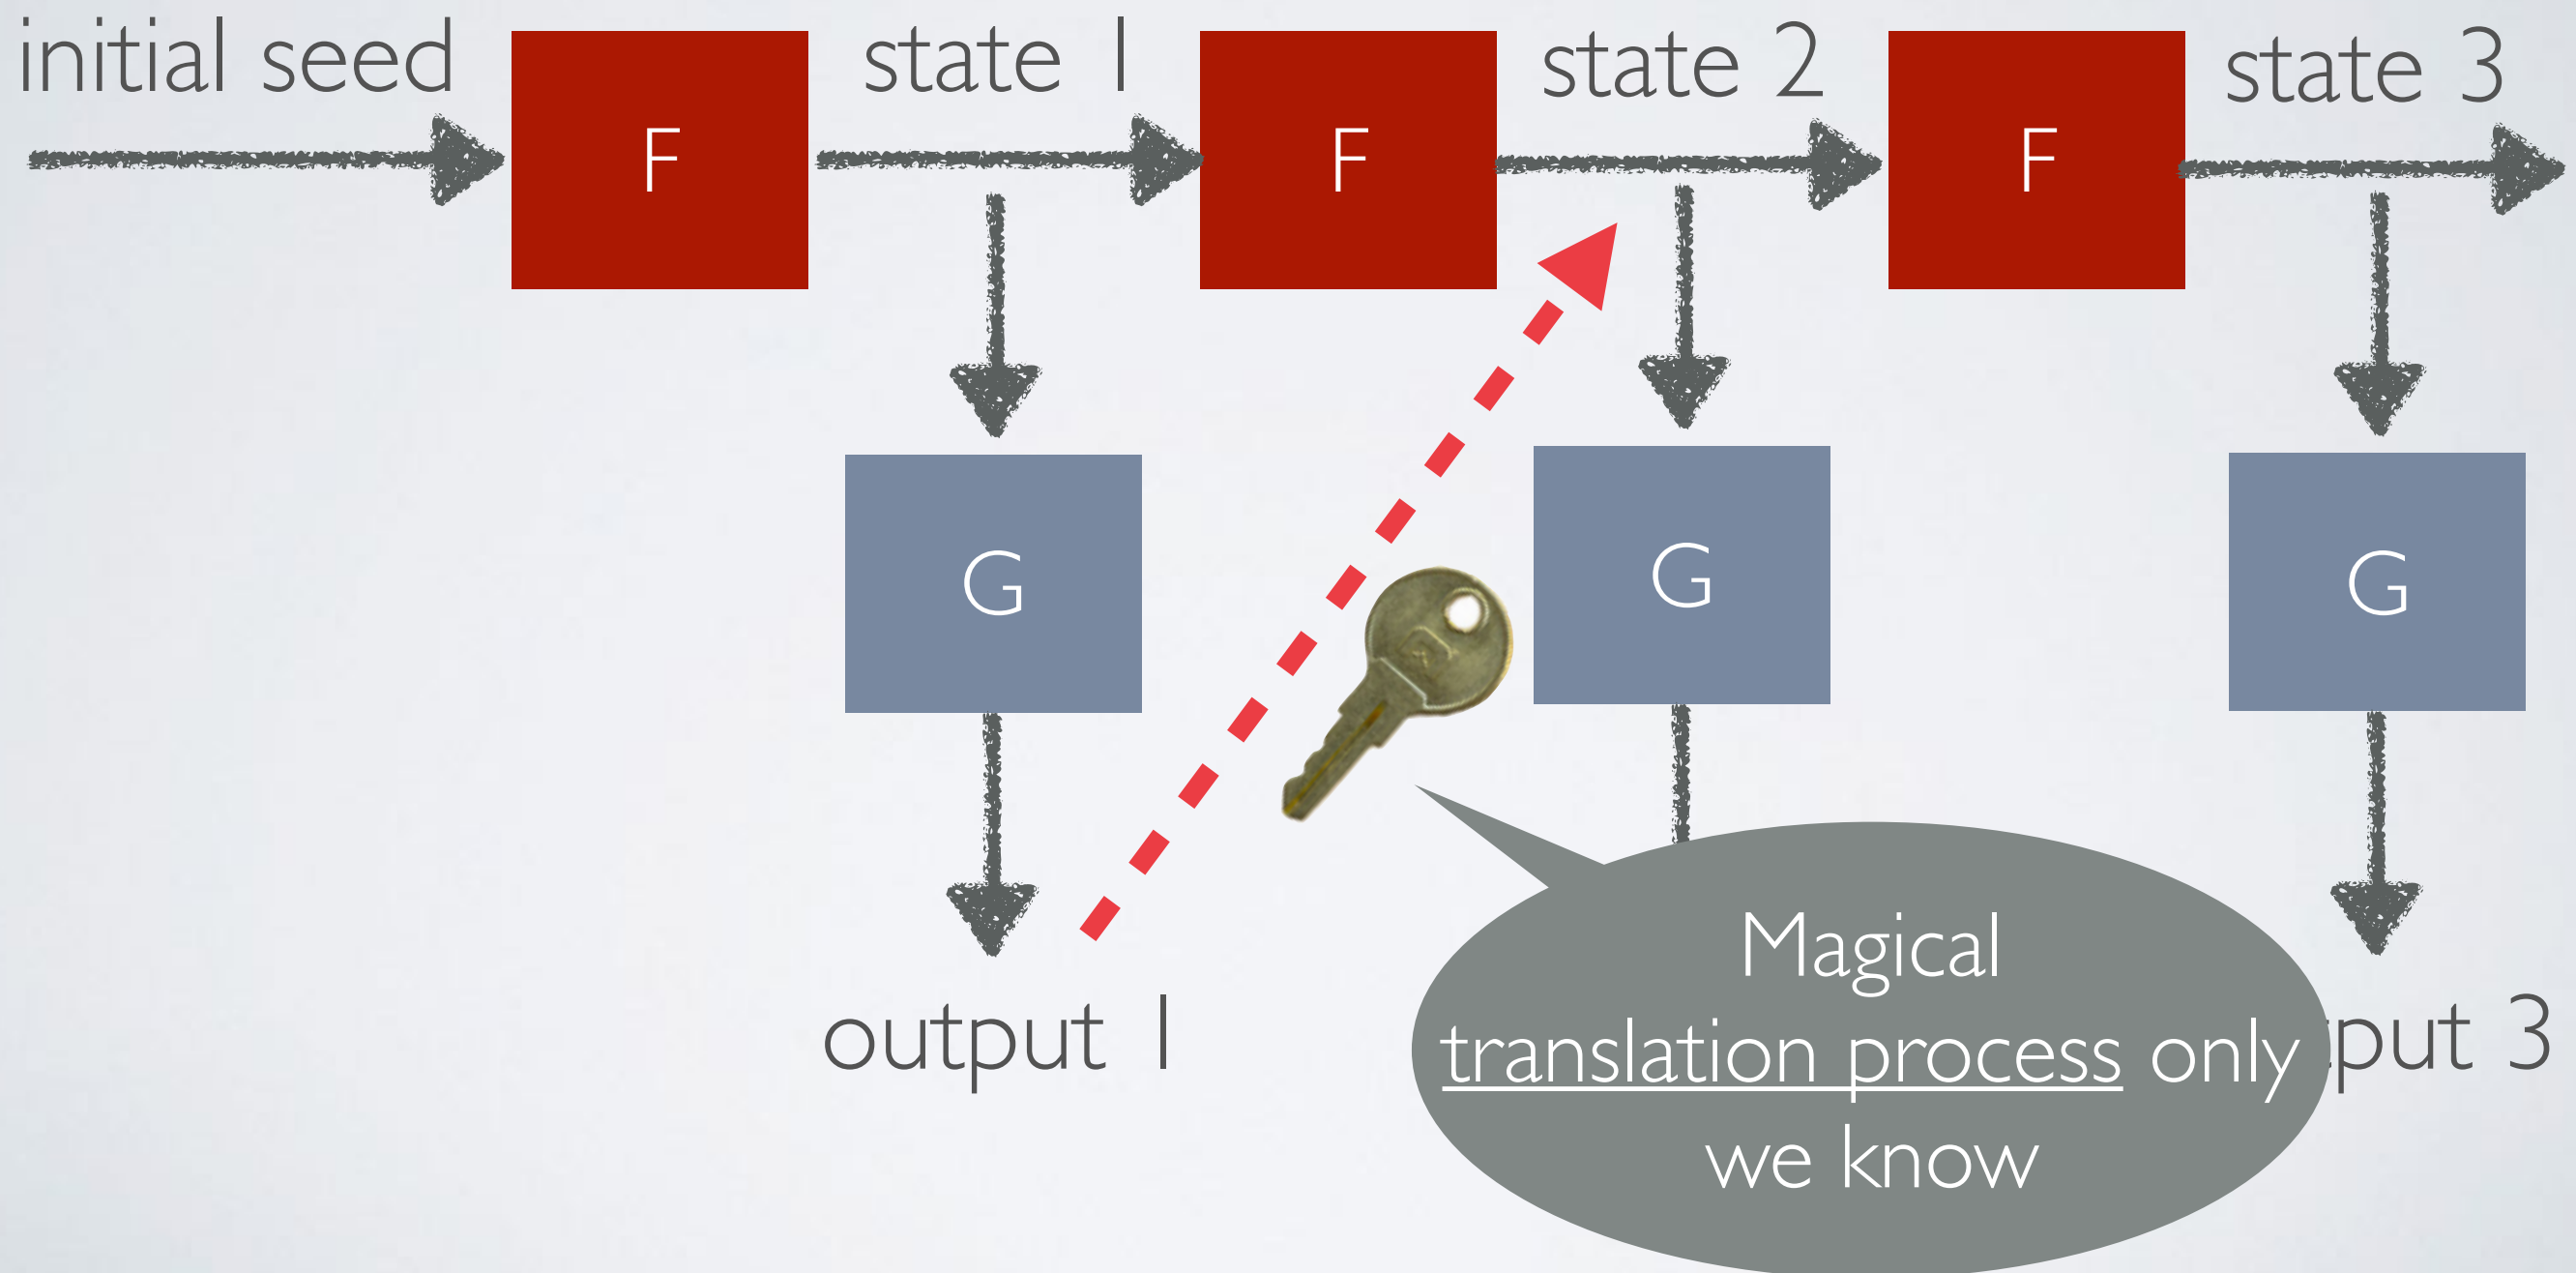 initial seed
state 1
state 2
state 3
F
F
F
G
G
G
output 1
put 3
Magical
translation process only
we know